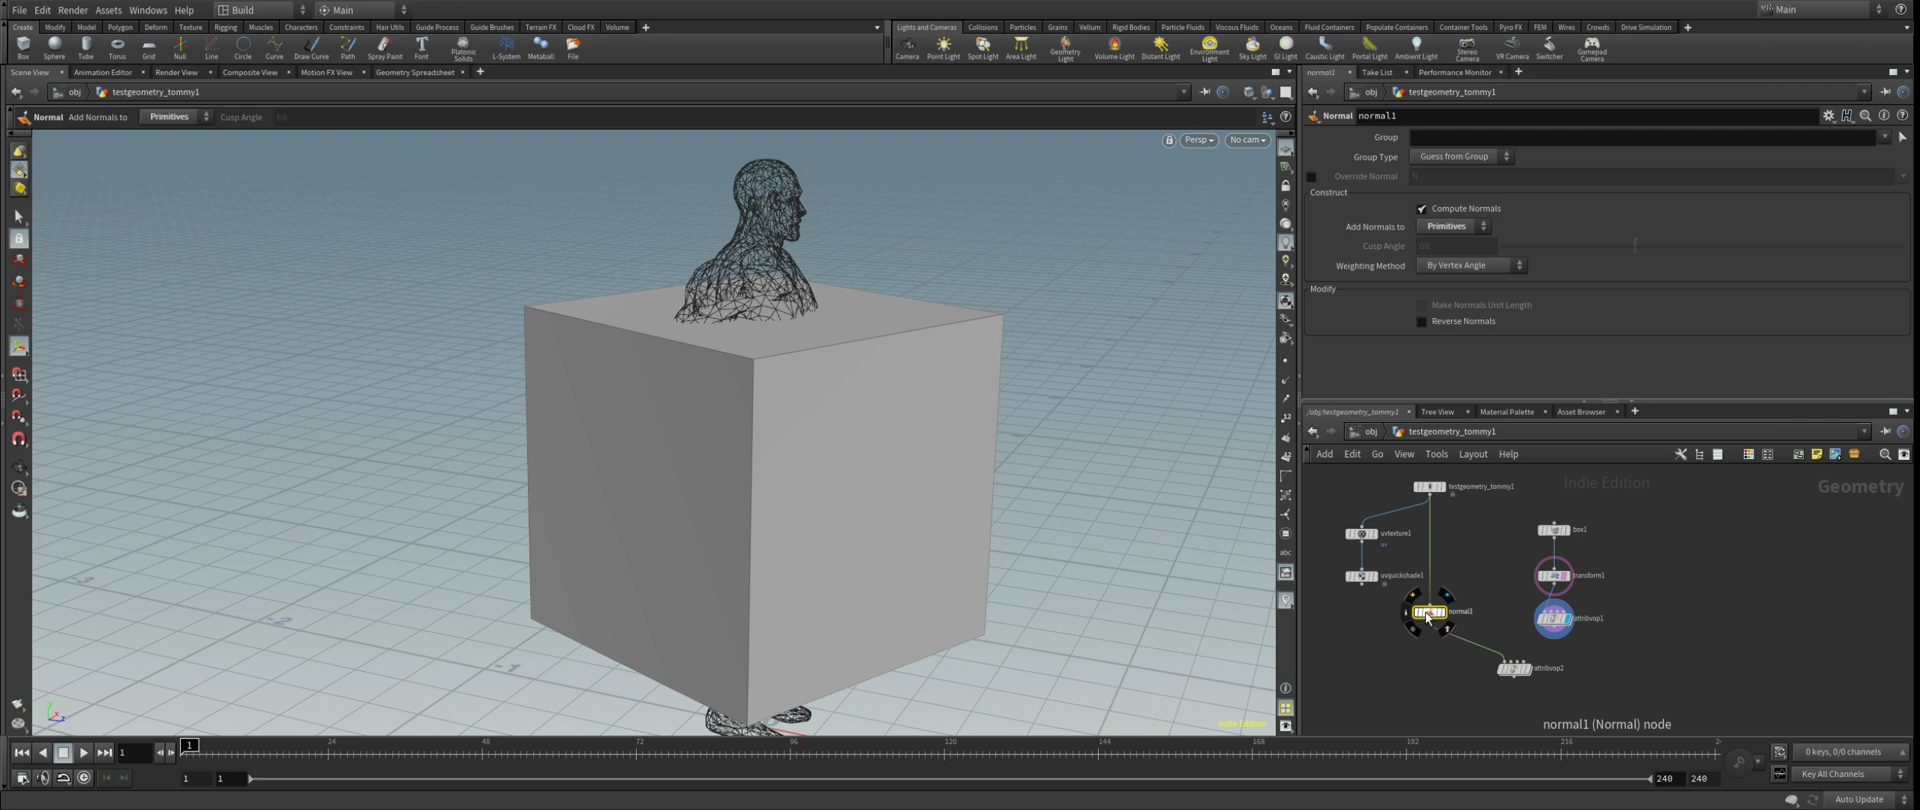 File Edit Render Assets Windows Help Build Main Main
Create Modify Model Polygon Deform Texture Rigging Muscles Characters Constraints Hair Utils Guide Process Guide Brushes Terrain FX Cloud FX Volume
Lights and Cameras Collisions Particles Grains Vellum Rigid Bodies Particle Fluids Viscous Fluids Oceans Fluid Containers Populate Containers Container Tools Pyro FX FEM Wires Crowds Drive Simulation
Box Sphere Tube Torus Grid Null Line Circle Curve Draw Curve Path Spray Paint Font Platonic Solids L-System Metaball File
Camera Point Light Spot Light Area Light Geometry Light Volume Light Distant Light Environment Light Sky Light GI Light Caustic Light Portal Light Ambient Light Stereo Camera VR Camera Switcher Gamepad Camera
Scene View Animation Editor Render View Composite View Motion FX View Geometry Spreadsheet
obj testgeometry_tommy1
Normal Add Normals to Primitives Cusp Angle 60
Persp No cam
Indie Edition
normal1 Take List Performance Monitor
obj testgeometry_tommy1
Normal normal1
Group
Group Type Guess from Group
Override Normal N
Construct
Compute Normals
Add Normals to Primitives
Cusp Angle 60
Weighting Method By Vertex Angle
Modify
Make Normals Unit Length
Reverse Normals
/obj/testgeometry_tommy1 Tree View Material Palette Asset Browser
obj testgeometry_tommy1
Add Edit Go View Tools Layout Help
Indie Edition Geometry
testgeometry_tommy1
uvtexture1
uv
box1
uvquickshade1
transform1
normal1
attribvop1
attribvop2
normal1 (Normal) node
-3
-2
-1
abc
1 1 24 48 72 96 120 144 168 192 216 2
0 keys, 0/0 channels
1 1 240 240 Key All Channels
Auto Update